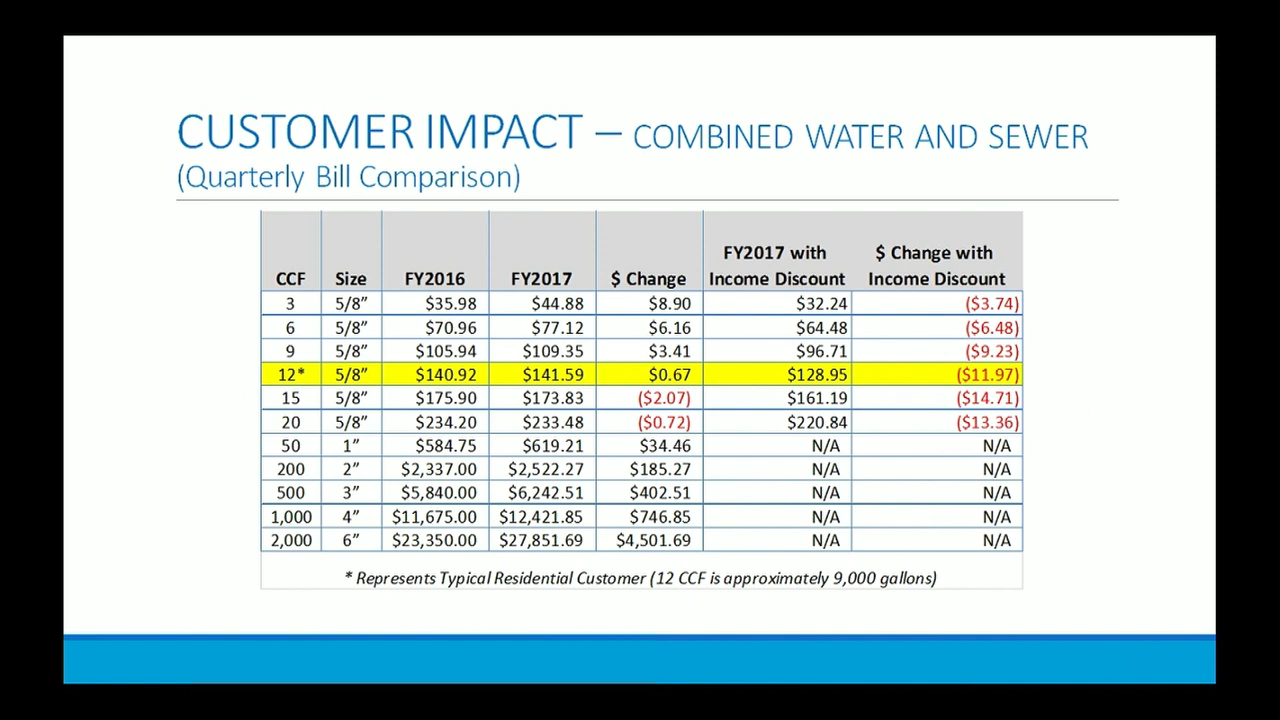 CUSTOMER IMPACT – COMBINED WATER AND SEWER
(Quarterly Bill Comparison)
CCF Size FY2016 FY2017 $ Change FY2017 with Income Discount $ Change with Income Discount
3 5/8” $35.98 $44.88 $8.90 $32.24 ($3.74)
6 5/8” $70.96 $77.12 $6.16 $64.48 ($6.48)
9 5/8” $105.94 $109.35 $3.41 $96.71 ($9.23)
12* 5/8” $140.92 $141.59 $0.67 $128.95 ($11.97)
15 5/8” $175.90 $173.83 ($2.07) $161.19 ($14.71)
20 5/8” $234.20 $233.48 ($0.72) $220.84 ($13.36)
50 1” $584.75 $619.21 $34.46 N/A N/A
200 2” $2,337.00 $2,522.27 $185.27 N/A N/A
500 3” $5,840.00 $6,242.51 $402.51 N/A N/A
1,000 4” $11,675.00 $12,421.85 $746.85 N/A N/A
2,000 6” $23,350.00 $27,851.69 $4,501.69 N/A N/A
* Represents Typical Residential Customer (12 CCF is approximately 9,000 gallons)